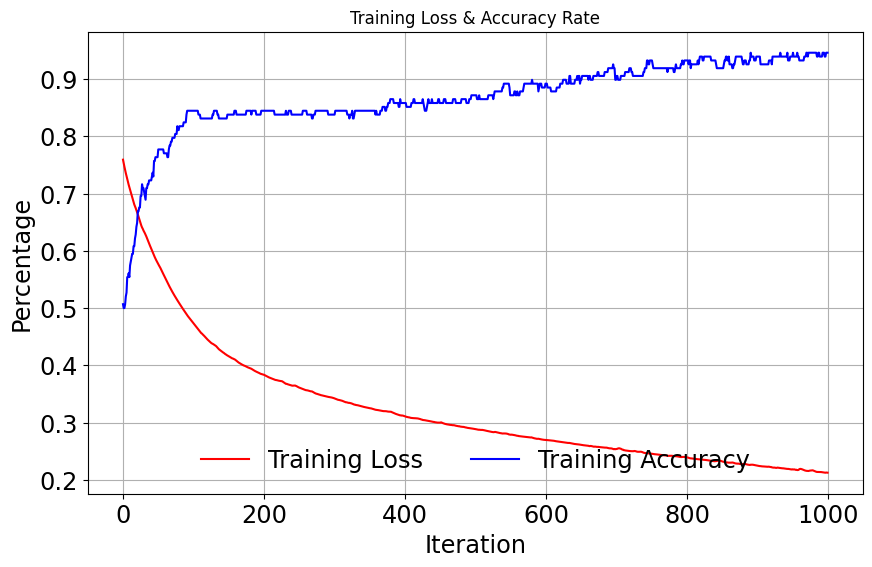 Training Loss & Accuracy Rate
Percentage
0.9
0.8
0.7
0.6
0.5
0.4
0.3
0.2
Training Loss
Training Accuracy
0 200 400 600 800 1000
Iteration